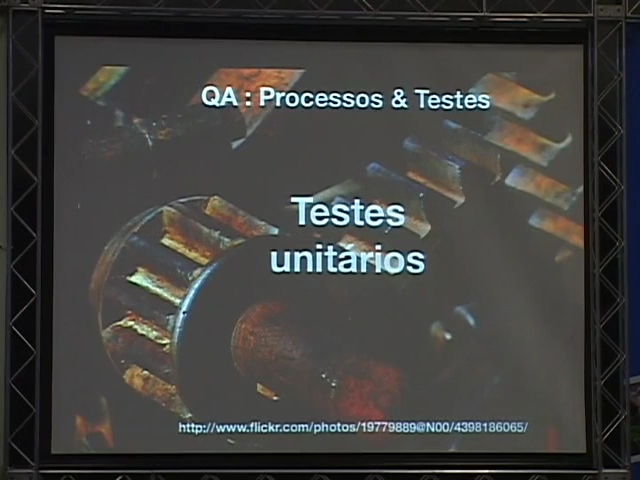 QA : Processos & Testes
Testes
unitários
http://www.flickr.com/photos/19779889@N00/4398186065/